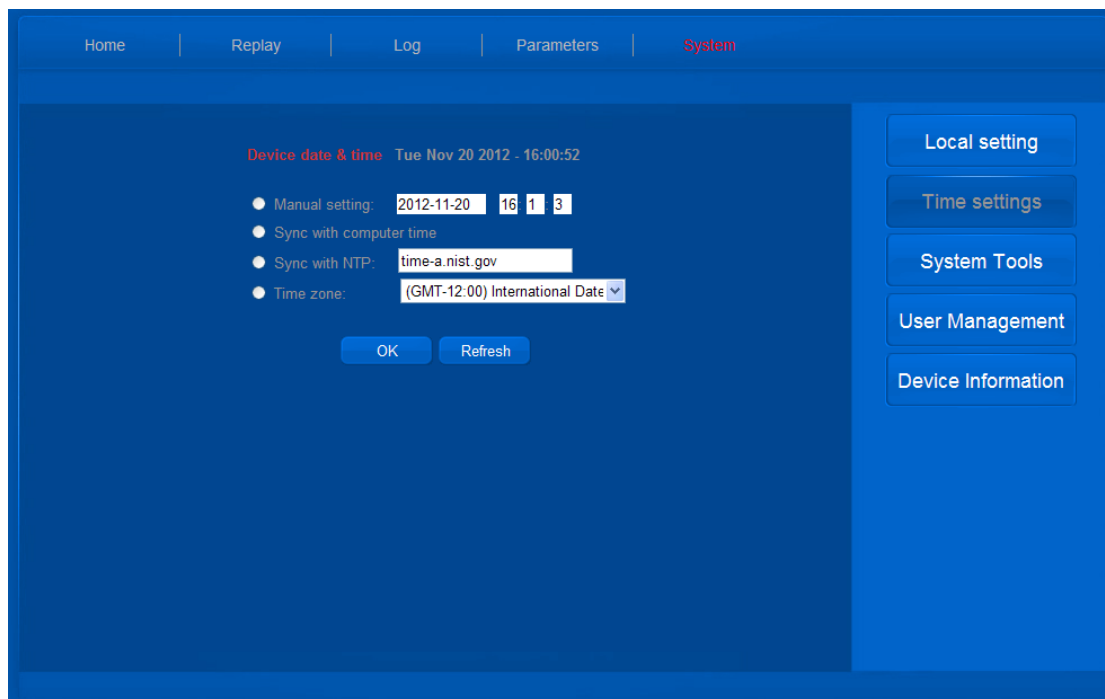 Home Replay Log Parameters System
Device date & time Tue Nov 20 2012 - 16:00:52
Manual setting: 2012-11-20 16: 1 : 3
Sync with computer time
Sync with NTP: time-a.nist.gov
Time zone: (GMT-12:00) International Date
OK Refresh
Local setting
Time settings
System Tools
User Management
Device Information